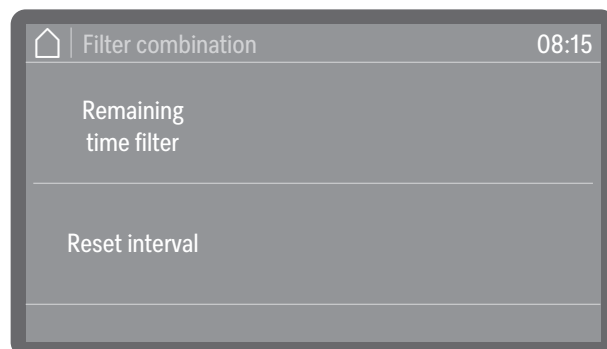 Filter combination 08:15
Remaining
time filter
Reset interval